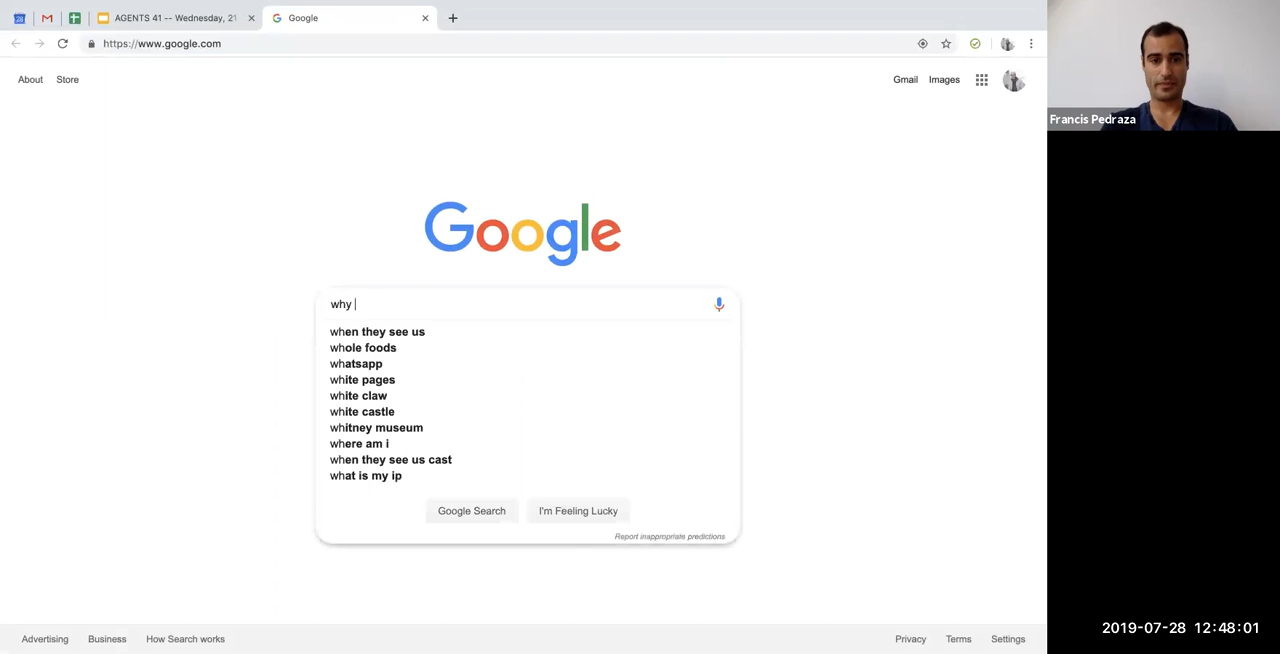 28
AGENTS 41 -- Wednesday, 21
Google
https://www.google.com
About
Store
Gmail
Images
Francis Pedraza
Google
why
when they see us
whole foods
whatsapp
white pages
white claw
white castle
whitney museum
where am i
when they see us cast
what is my ip
Google Search
I'm Feeling Lucky
Report inappropriate predictions
Advertising
Business
How Search works
Privacy
Terms
Settings
2019-07-28 12:48:01